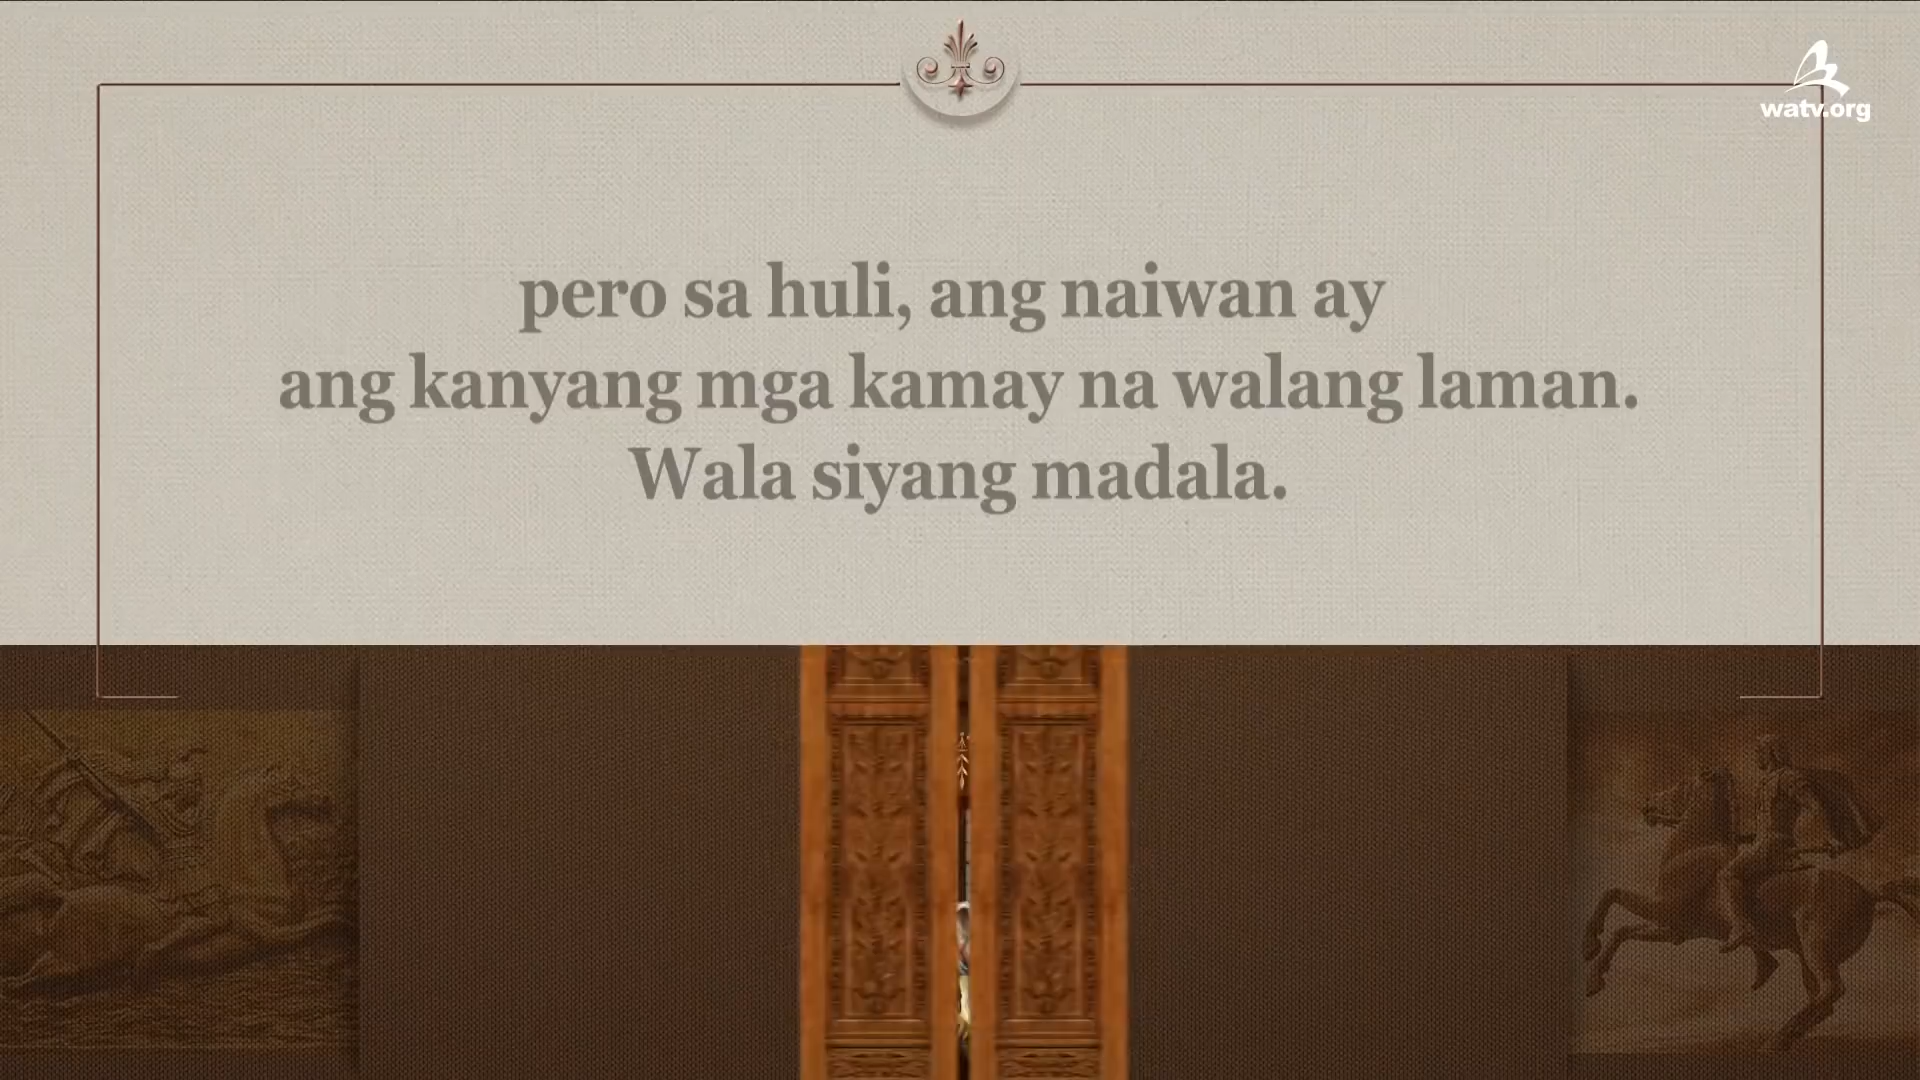 watv.org
pero sa huli, ang naiwan ay
ang kanyang mga kamay na walang laman.
Wala siyang madala.